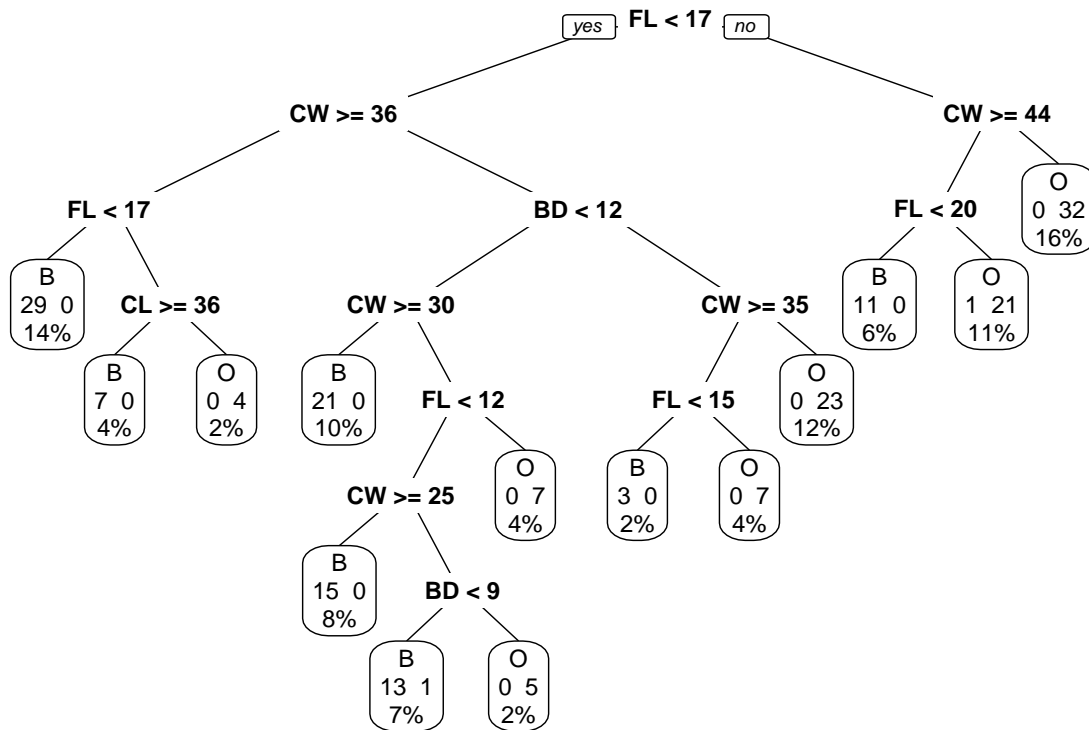 yes FL < 17 no
CW >= 36
CW >= 44
FL < 17
BD < 12
FL < 20
O
0 32
16%
B
29 0
14%
CL >= 36
CW >= 30
CW >= 35
B
11 0
6%
O
1 21
11%
B
7 0
4%
O
0 4
2%
B
21 0
10%
FL < 12
FL < 15
O
0 23
12%
CW >= 25
O
0 7
4%
B
3 0
2%
O
0 7
4%
B
15 0
8%
BD < 9
B
13 1
7%
O
0 5
2%